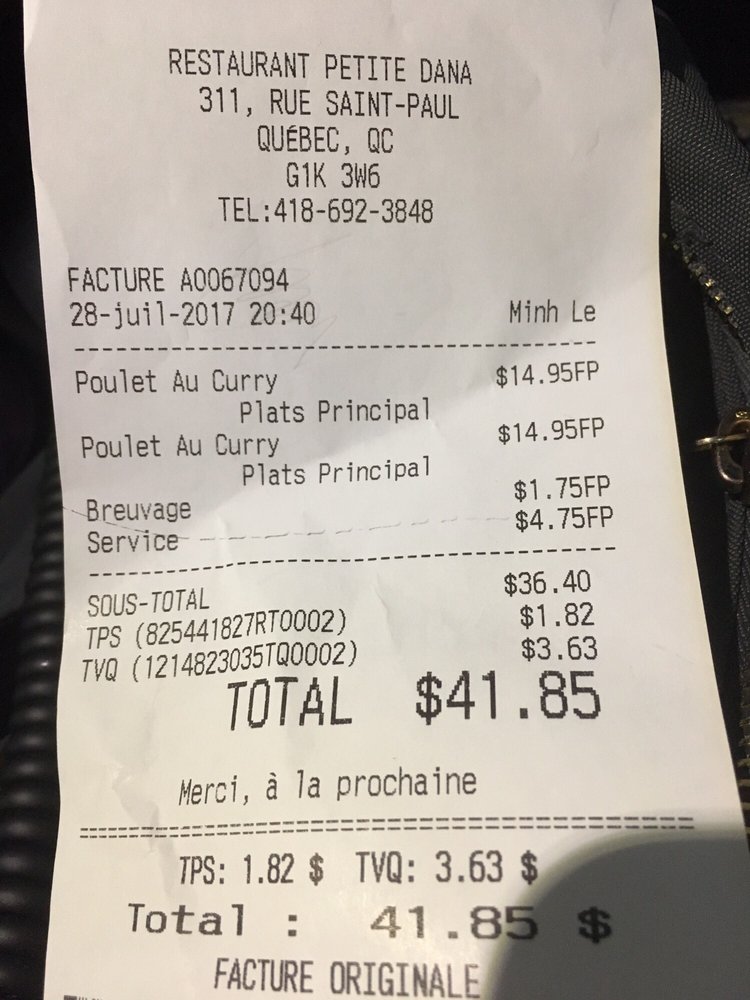 RESTAURANT PETITE DANA
311, RUE SAINT-PAUL
QUÉBEC, QC
G1K 3W6
TEL:418-692-3848
FACTURE A0067094
28-juil-2017 20:40 Minh Le
Poulet Au Curry $14.95FP
Plats Principal
Poulet Au Curry $14.95FP
Plats Principal
Breuvage $1.75FP
Service $4.75FP
SOUS-TOTAL $36.40
TPS (825441827RT0002) $1.82
TVQ (1214823035TQ0002) $3.63
TOTAL $41.85
Merci, à la prochaine
TPS: 1.82 $ TVQ: 3.63 $
Total : 41.85 $
FACTURE ORIGINALE